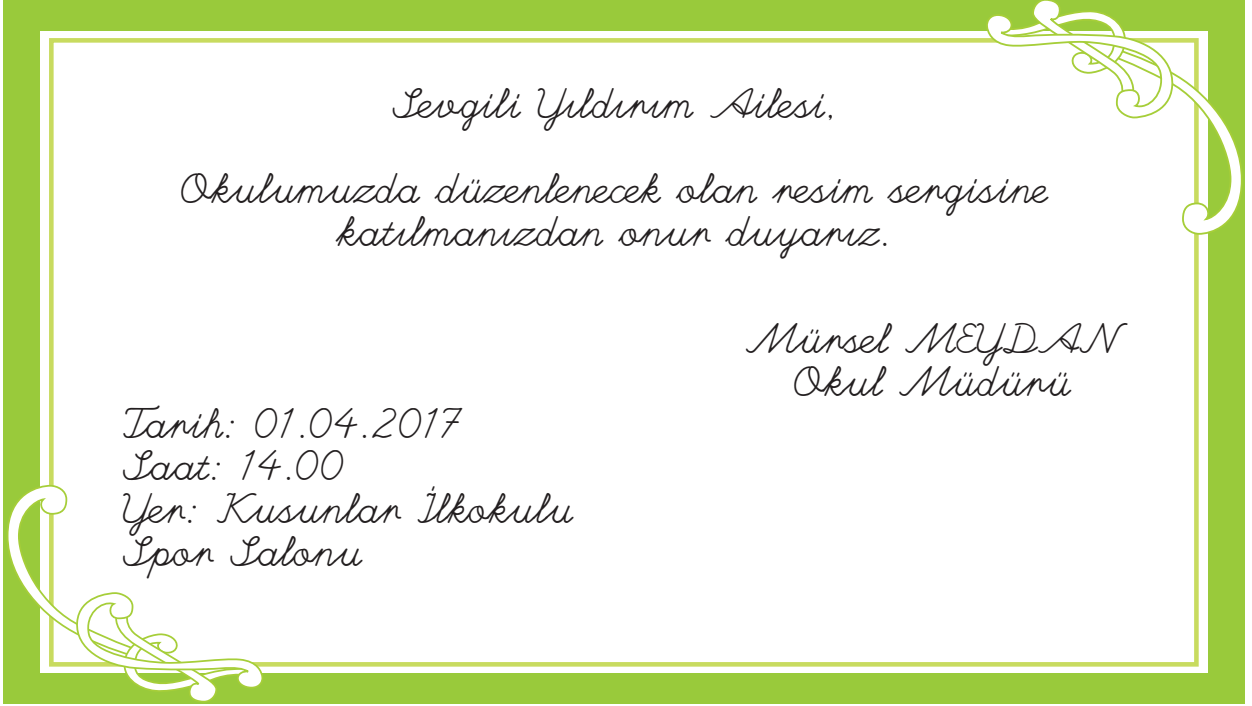 Sevgili Yıldırım Ailesi,
Okulumuzda düzenlenecek olan resim sergisine
katılmanızdan onur duyarız.
Mürsel MEYDAN
Okul Müdürü
Tarih: 01.04.2017
Saat: 14.00
Yer: Kusunlar İlkokulu
Spor Salonu